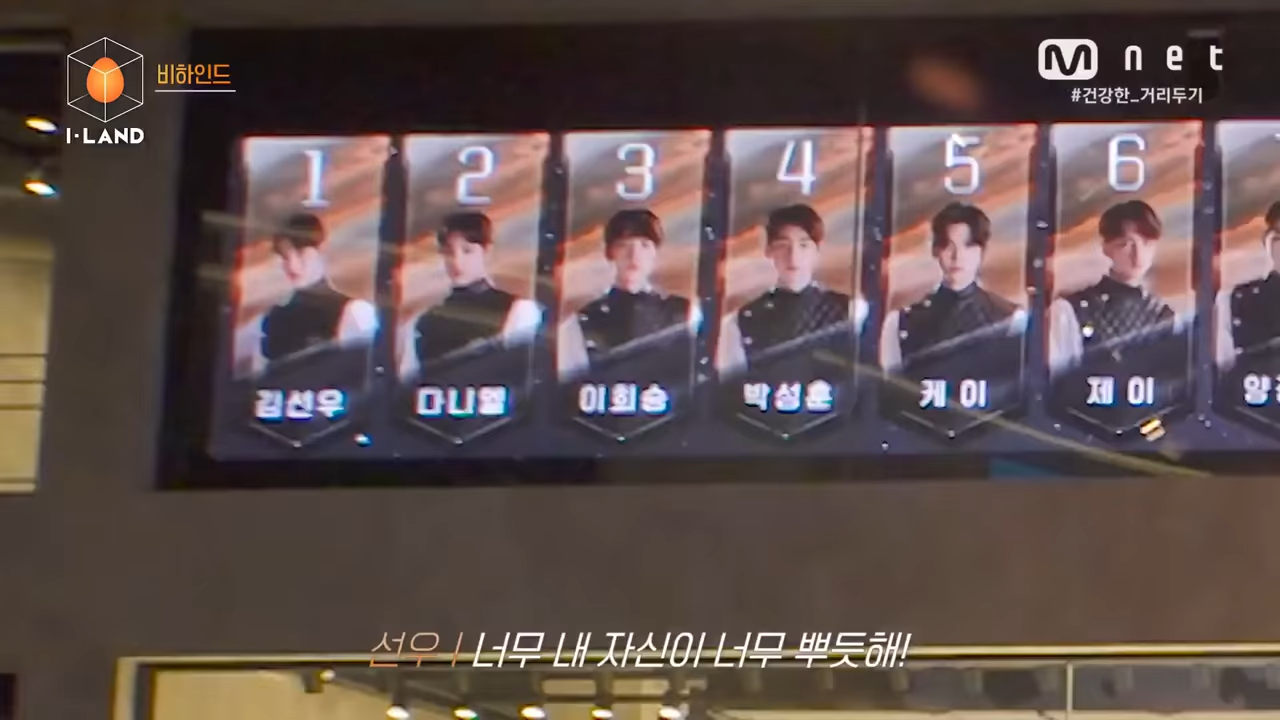 I·LAND
비하인드
Mnet
#건강한_거리두기
1 2 3 4 5 6
김선우 다니엘 이희승 박성훈 케이 제이
선우 | 너무 내 자신이 너무 뿌듯해!